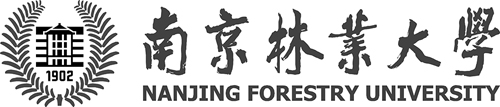 1902
南京林業大學
NANJING FORESTRY UNIVERSITY